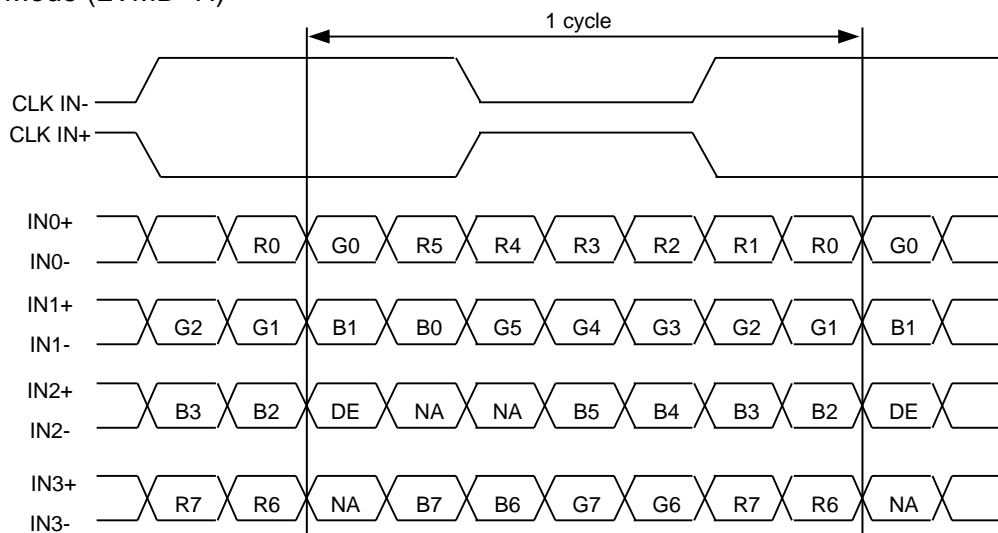 1 cycle
CLK IN-
CLK IN+
IN0+
R0 G0 R5 R4 R3 R2 R1 R0 G0
IN0-
IN1+
G2 G1 B1 B0 G5 G4 G3 G2 G1 B1
IN1-
IN2+
B3 B2 DE NA NA B5 B4 B3 B2 DE
IN2-
IN3+
R7 R6 NA B7 B6 G7 G6 R7 R6 NA
IN3-